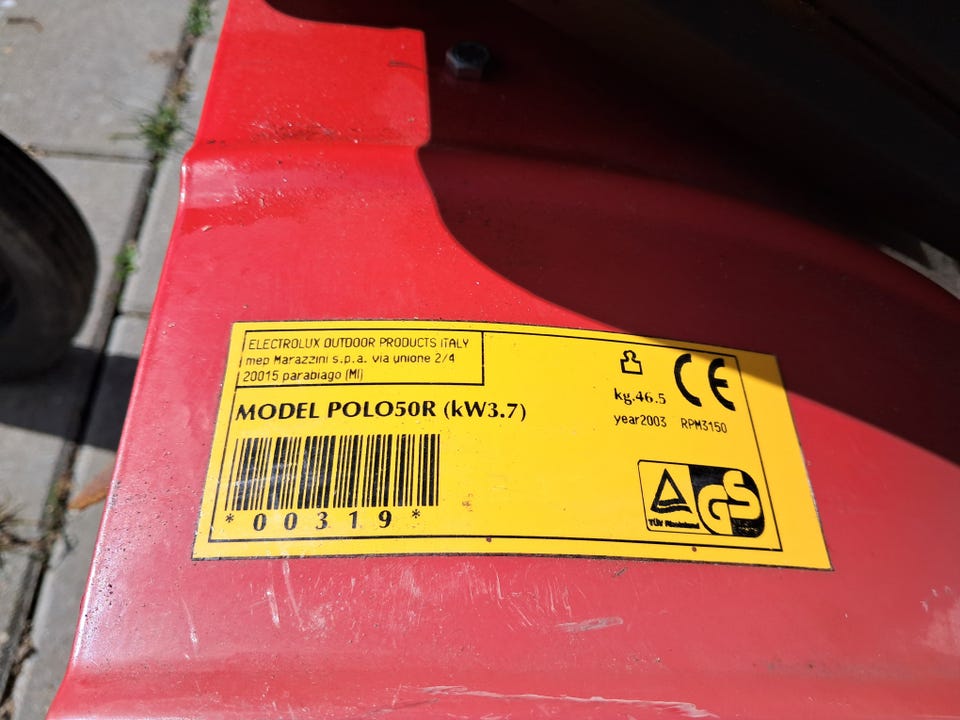 ELECTROLUX OUTDOOR PRODUCTS ITALY
mep Marazzini s.p.a. via unione 2/4
20015 parabiago (MI)
MODEL POLO50R (kW3.7)
*00319*
kg.46.5
year2003 RPM3150
CE
TÜV Rheinland
GS